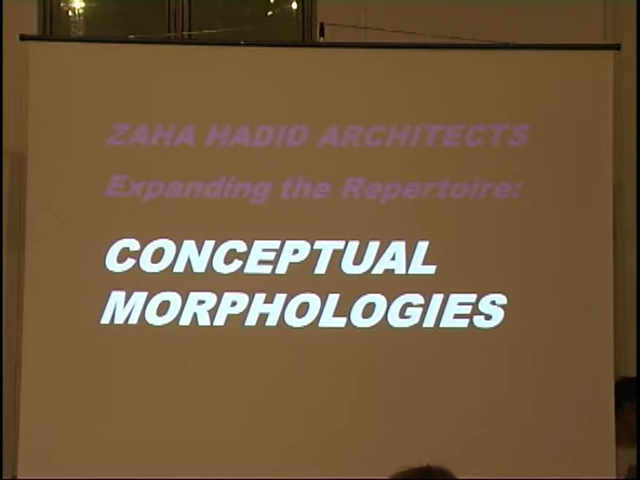 ZAHA HADID ARCHITECTS
Expanding the Repertoire:
CONCEPTUAL
MORPHOLOGIES